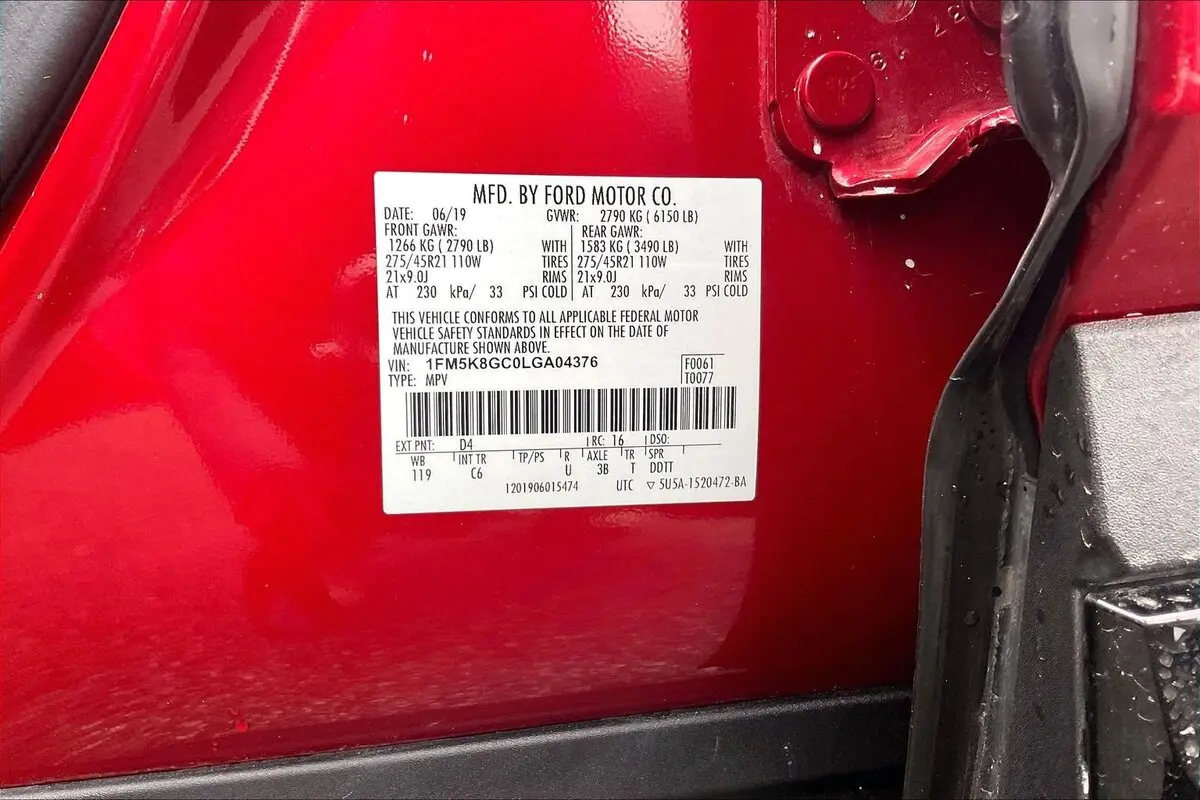 MFD. BY FORD MOTOR CO.
DATE: 06/19 GVWR: 2790 KG ( 6150 LB)
FRONT GAWR: REAR GAWR:
1266 KG ( 2790 LB) WITH 1583 KG ( 3490 LB) WITH
275/45R21 110W TIRES 275/45R21 110W TIRES
21x9.0J RIMS 21x9.0J RIMS
AT 230 kPa/ 33 PSI COLD AT 230 kPa/ 33 PSI COLD
THIS VEHICLE CONFORMS TO ALL APPLICABLE FEDERAL MOTOR
VEHICLE SAFETY STANDARDS IN EFFECT ON THE DATE OF
MANUFACTURE SHOWN ABOVE.
VIN: 1FM5K8GC0LGA04376 F0061
TYPE: MPV T0077
EXT PNT: D4 RC: 16 DSO:
WB INT TR TP/PS R AXLE TR SPR
119 C6 U 3B T DDTT
1201906015474 UTC ▽ 5U5A-1520472-BA